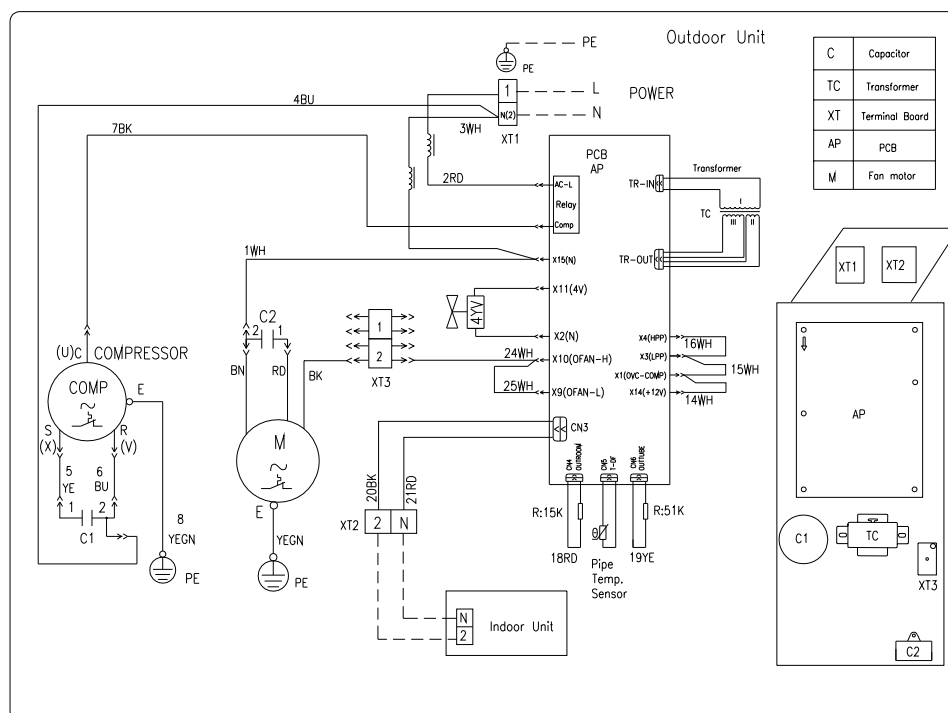 Outdoor Unit
PE
PE
L
POWER
N
1
N(2)
XT1
C Capacitor
TC Transformer
XT Terminal Board
AP PCB
M Fan motor
4BU
7BK
3WH
2RD
1WH
PCB
AP
AC-L
Relay
Comp
X15(N)
X11(4V)
X2(N)
X10(OFAN-H)
X9(OFAN-L)
CN3
TR-IN
TR-OUT
Transformer
TC
I
III
II
X4(HPP)
X3(LPP)
X1(OVC-COMP)
X14(+12V)
16WH
15WH
14WH
4YV
24WH
25WH
1
2
XT3
C2
2
1
BN
RD
BK
M
E
YEGN
PE
(U)C COMPRESSOR
COMP
E
S
(X)
R
(V)
5
YE
6
BU
1
2
C1
8
YEGN
PE
20BK
21RD
XT2
2
N
N
2
Indoor Unit
CN4
CN5
T-DF
CN6
OUTTUBE
R:15K
θ
R:51K
18RD
19YE
Pipe
Temp.
Sensor
XT1
XT2
AP
C1
TC
XT3
C2